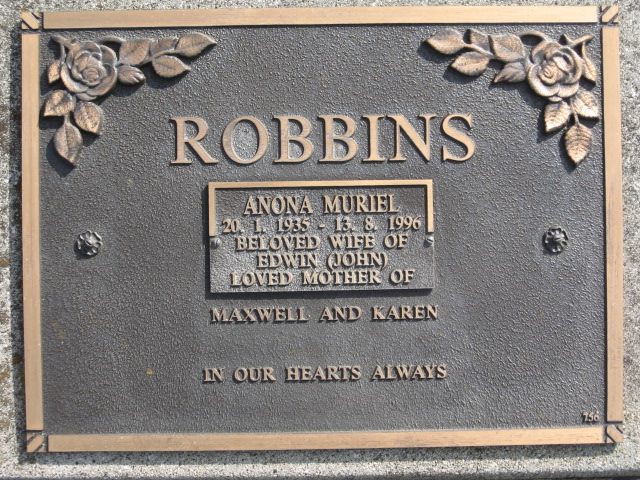 ROBBINS
ANONA MURIEL
20. 1. 1935 - 13. 8. 1996
BELOVED WIFE OF
EDWIN (JOHN)
LOVED MOTHER OF
MAXWELL AND KAREN
IN OUR HEARTS ALWAYS